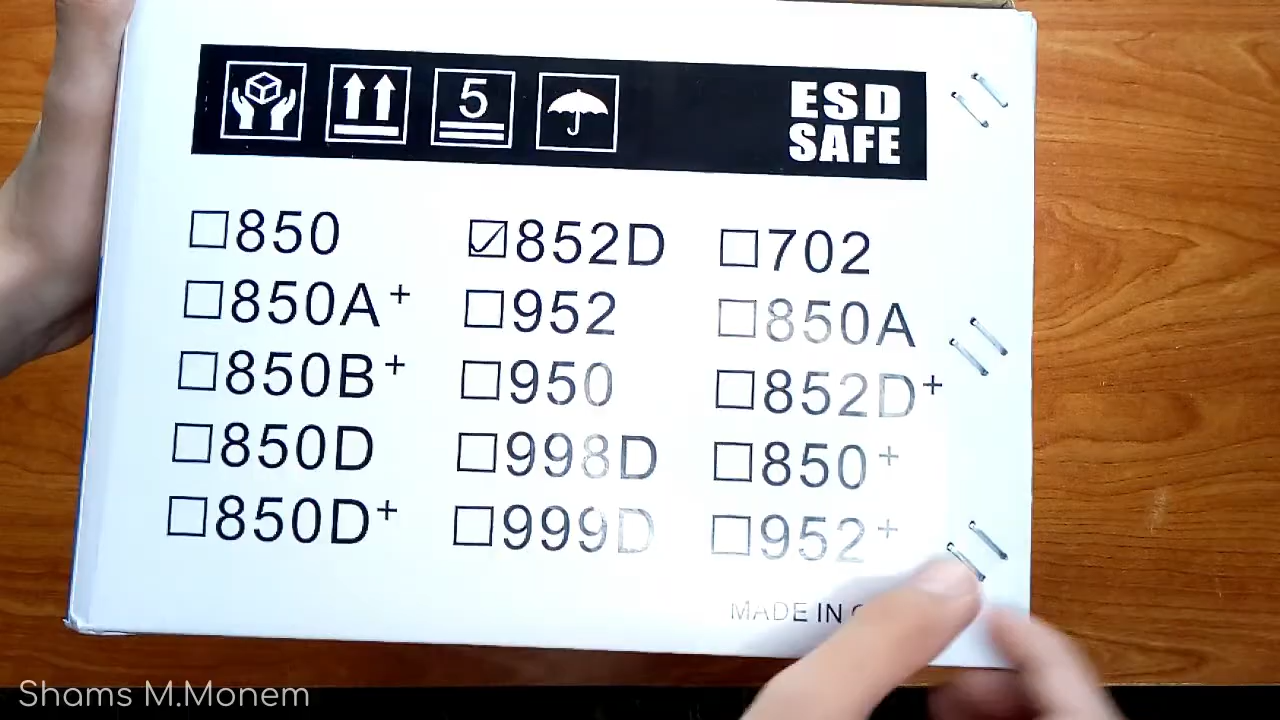 5
ESD
SAFE
☐850 ☑852D ☐702
☐850A+ ☐952 ☐850A
☐850B+ ☐950 ☐852D+
☐850D ☐998D ☐850+
☐850D+ ☐999D ☐952+
MADE IN
Shams M.Monem